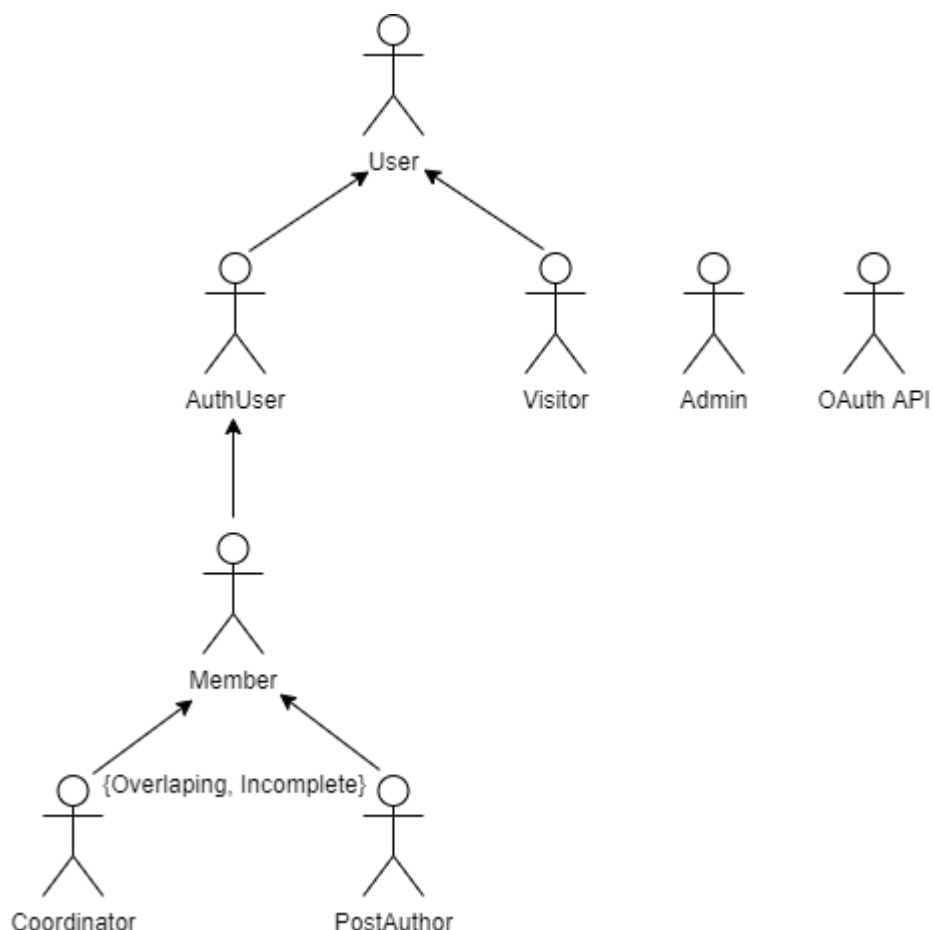 User
AuthUser
Visitor
Admin
OAuth API
Member
{Overlaping, Incomplete}
Coordinator
PostAuthor